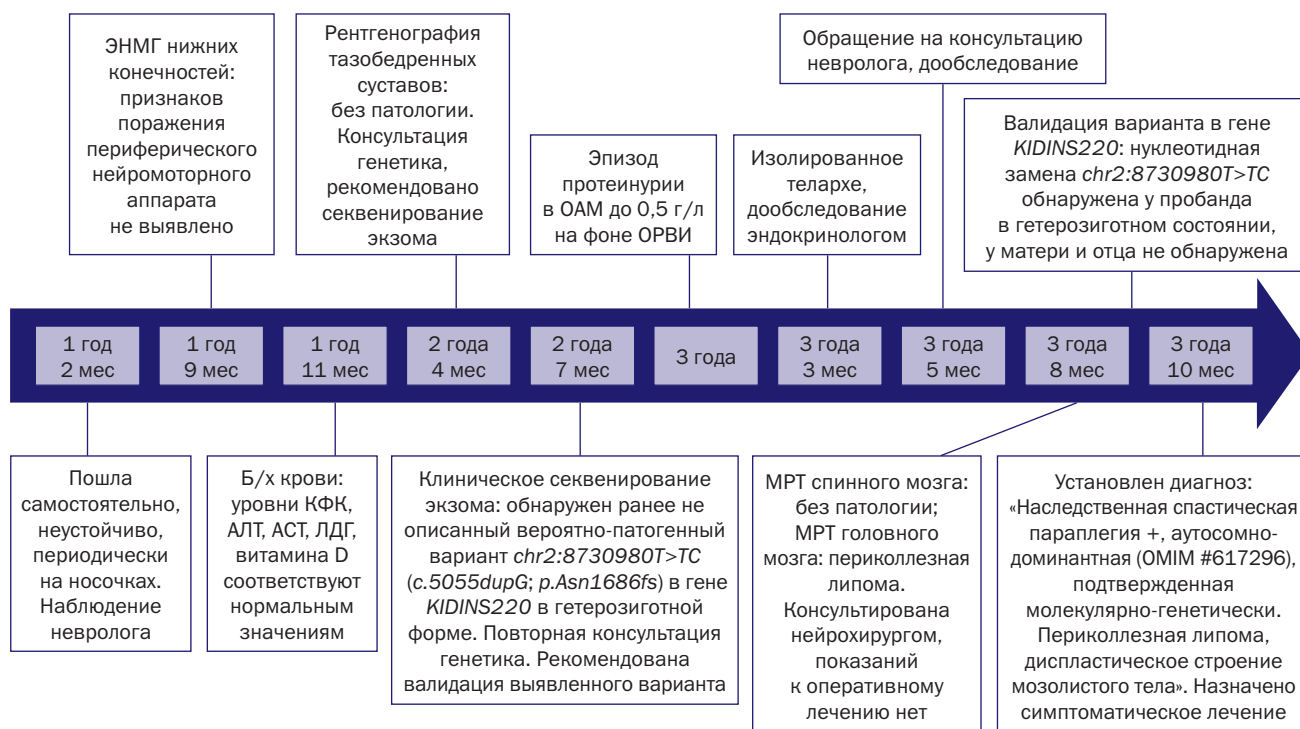 ЭНМГ нижних
конечностей:
признаков
поражения
периферического
нейромоторного
аппарата
не выявлено
Рентгенография
тазобедренных
суставов:
без патологии.
Консультация
генетика,
рекомендовано
секвенирование
экзома
Эпизод
протеинурии
в ОАМ до 0,5 г/л
на фоне ОРВИ
Изолированное
телархе,
дообследование
эндокринологом
Обращение на консультацию
невролога, дообследование
Валидация варианта в гене
KIDINS220: нуклеотидная
замена chr2:8730980T>TC
обнаружена у пробанда
в гетерозиготном состоянии,
у матери и отца не обнаружена
1 год
2 мес
1 год
9 мес
1 год
11 мес
2 года
4 мес
2 года
7 мес
3 года
3 года
3 мес
3 года
5 мес
3 года
8 мес
3 года
10 мес
Пошла
самостоятельно,
неустойчиво,
периодически
на носочках.
Наблюдение
невролога
Б/х крови:
уровни КФК,
АЛТ, АСТ, ЛДГ,
витамина D
соответствуют
нормальным
значениям
Клиническое секвенирование
экзома: обнаружен ранее не
описанный вероятно-патогенный
вариант chr2:8730980T>TC
(c.5055dupG; p.Asn1686fs) в гене
KIDINS220 в гетерозиготной
форме. Повторная консультация
генетика. Рекомендована
валидация выявленного варианта
МРТ спинного мозга:
без патологии;
МРТ головного
мозга: периколлезная
липома.
Консультирована
нейрохирургом,
показаний
к оперативному
лечению нет
Установлен диагноз:
«Наследственная спастическая
параплегия +, аутосомно-
доминантная (OMIM #617296),
подтвержденная
молекулярно-генетически.
Периколлезная липома,
диспластическое строение
мозолистого тела». Назначено
симптоматическое лечение